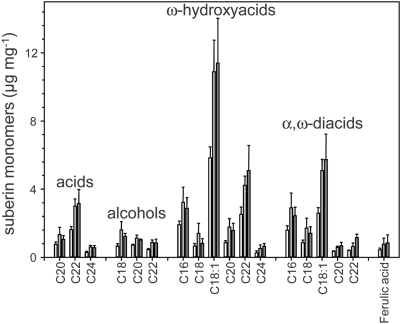 ω-hydroxyacids
suberin monomers (μg mg⁻¹)
12
8
4
0
α,ω-diacids
acids
alcohols
C20
C22
C24
C18
C20
C22
C16
C18
C18:1
C20
C22
C24
C16
C18
C18:1
C20
C22
Ferulic acid